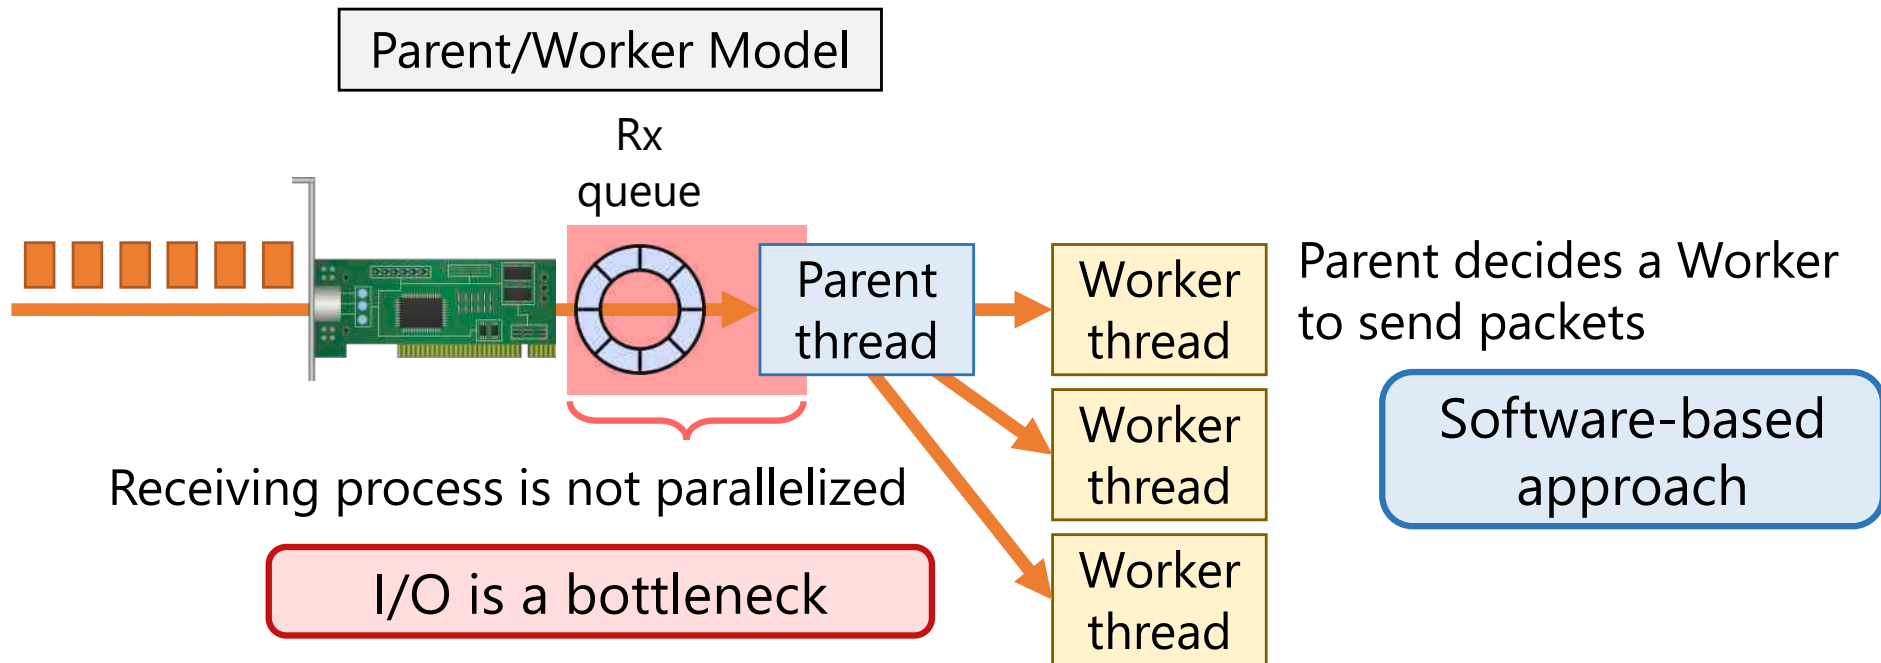 Parent/Worker Model
Rx
queue
Parent
thread
Worker
thread
Worker
thread
Worker
thread
Parent decides a Worker
to send packets
Software-based
approach
Receiving process is not parallelized
I/O is a bottleneck